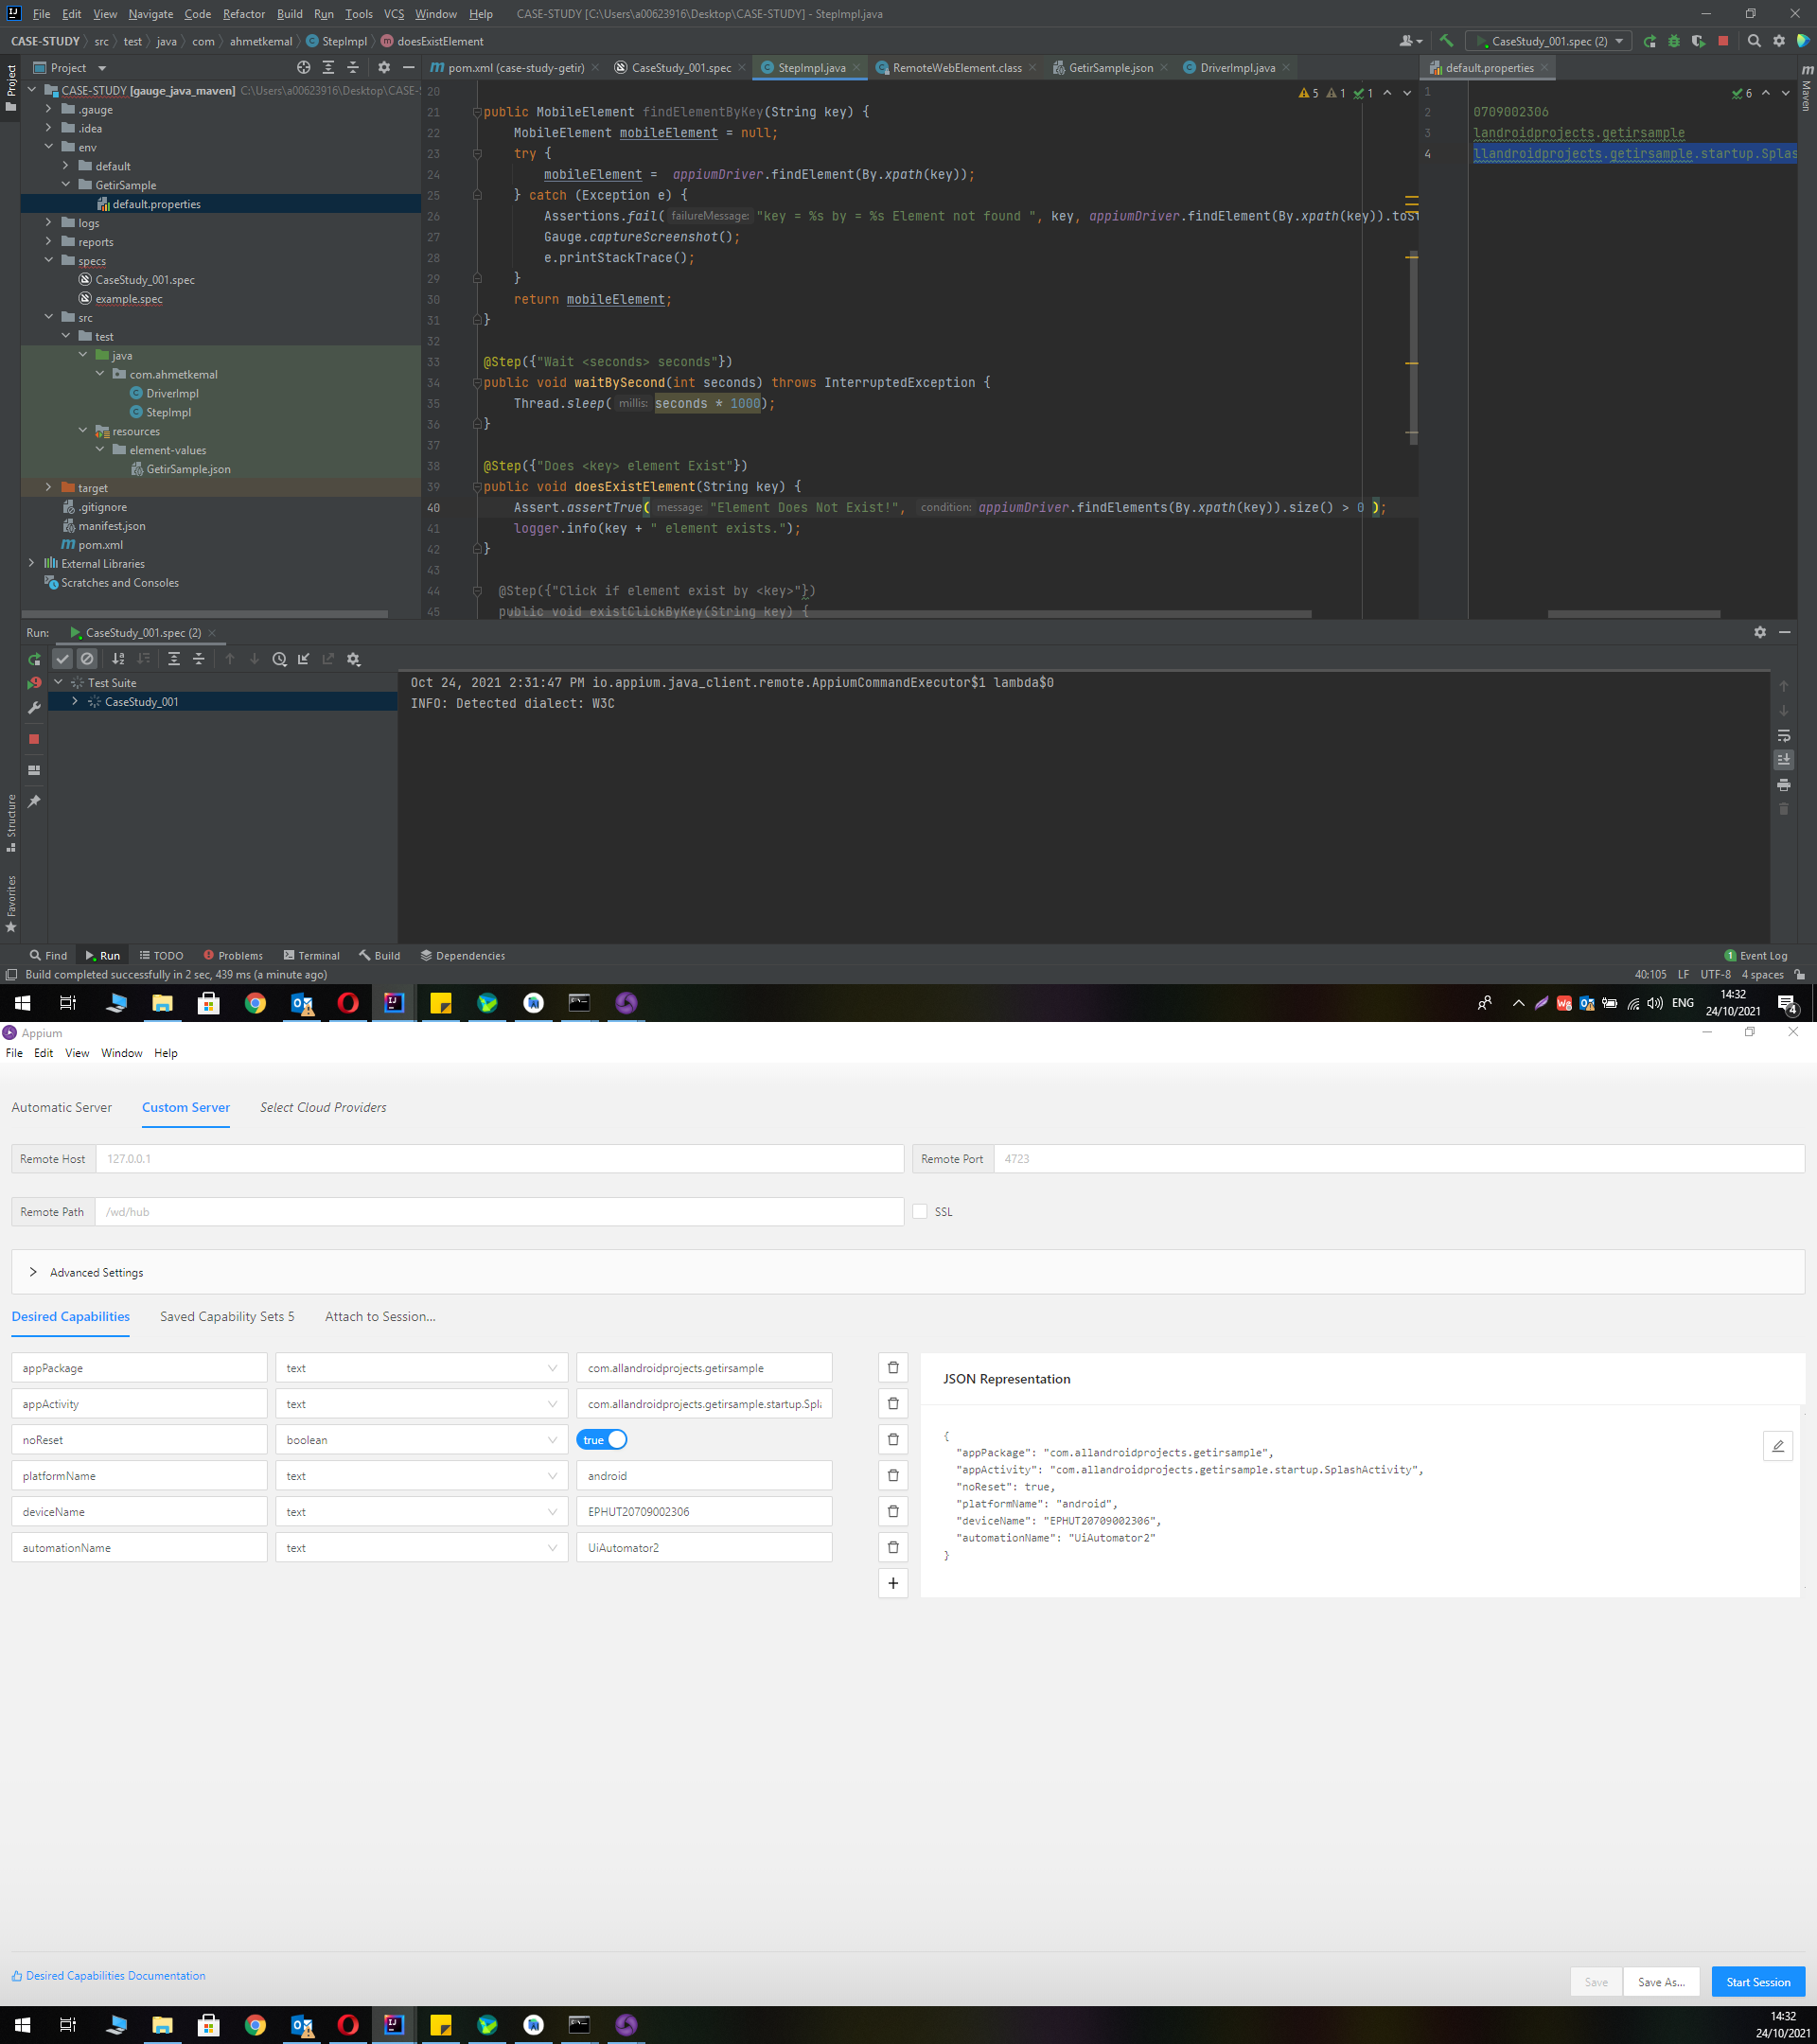 File Edit View Navigate Code Refactor Build Run Tools VCS Window Help CASE-STUDY [C:\Users\a00623916\Desktop\CASE-STUDY] - StepImpl.java
CASE-STUDY src test java com ahmetkemal StepImpl doesExistElement
CaseStudy_001.spec (2)
Project
pom.xml (case-study-getir) CaseStudy_001.spec StepImpl.java RemoteWebElement.class GetirSample.json DriverImpl.java default.properties
Project
Maven
CASE-STUDY [gauge_java_maven] C:\Users\a00623916\Desktop\CASE-
.gauge
.idea
env
default
GetirSample
default.properties
logs
reports
specs
CaseStudy_001.spec
example.spec
src
test
java
com.ahmetkemal
DriverImpl
StepImpl
resources
element-values
GetirSample.json
target
.gitignore
manifest.json
pom.xml
External Libraries
Scratches and Consoles
5 1 1
20
21 public MobileElement findElementByKey(String key) {
22 MobileElement mobileElement = null;
23 try {
24 mobileElement = appiumDriver.findElement(By.xpath(key));
25 } catch (Exception e) {
26 Assertions.fail( failureMessage: "key = %s by = %s Element not found ", key, appiumDriver.findElement(By.xpath(key)).toSt
27 Gauge.captureScreenshot();
28 e.printStackTrace();
29 }
30 return mobileElement;
31 }
32
33 @Step({"Wait <seconds> seconds"})
34 public void waitBySecond(int seconds) throws InterruptedException {
35 Thread.sleep( millis: seconds * 1000);
36 }
37
38 @Step({"Does <key> element Exist"})
39 public void doesExistElement(String key) {
40 Assert.assertTrue( message: "Element Does Not Exist!", condition: appiumDriver.findElements(By.xpath(key)).size() > 0 );
41 logger.info(key + " element exists.");
42 }
43
44 @Step({"Click if element exist by <key>"})
45 public void existClickByKey(String key) {
6
1
2 0709002306
3 landroidprojects.getirsample
4 llandroidprojects.getirsample.startup.Splas
Run: CaseStudy_001.spec (2)
Test Suite
CaseStudy_001
Oct 24, 2021 2:31:47 PM io.appium.java_client.remote.AppiumCommandExecutor$1 lambda$0
INFO: Detected dialect: W3C
Structure
Favorites
Find Run TODO Problems Terminal Build Dependencies 1 Event Log
Build completed successfully in 2 sec, 439 ms (a minute ago) 40:105 LF UTF-8 4 spaces
ENG 14:32
24/10/2021 4
Appium
File Edit View Window Help
Automatic Server Custom Server Select Cloud Providers
Remote Host 127.0.0.1 Remote Port 4723
Remote Path /wd/hub SSL
Advanced Settings
Desired Capabilities Saved Capability Sets 5 Attach to Session...
appPackage text com.allandroidprojects.getirsample
appActivity text com.allandroidprojects.getirsample.startup.Spla
noReset boolean true
platformName text android
deviceName text EPHUT20709002306
automationName text UiAutomator2
JSON Representation
{
"appPackage": "com.allandroidprojects.getirsample",
"appActivity": "com.allandroidprojects.getirsample.startup.SplashActivity",
"noReset": true,
"platformName": "android",
"deviceName": "EPHUT20709002306",
"automationName": "UiAutomator2"
}
Desired Capabilities Documentation
Save Save As... Start Session
14:32
24/10/2021